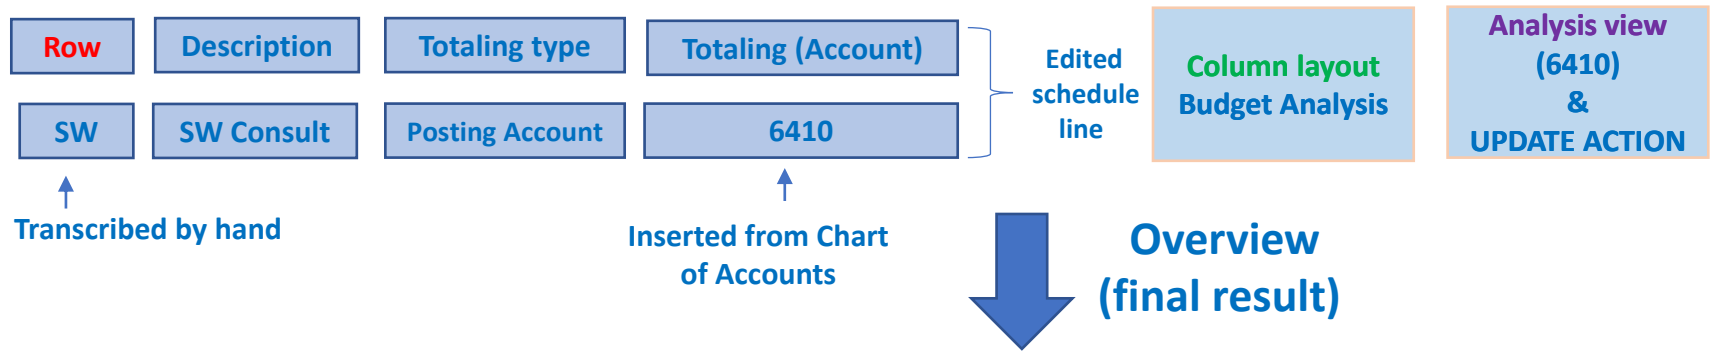 Row
Description
Totaling type
Totaling (Account)
SW
SW Consult
Posting Account
6410
Edited
schedule
line
Column layout
Budget Analysis
Analysis view
(6410)
&
UPDATE ACTION
Transcribed by hand
Inserted from Chart
of Accounts
Overview
(final result)